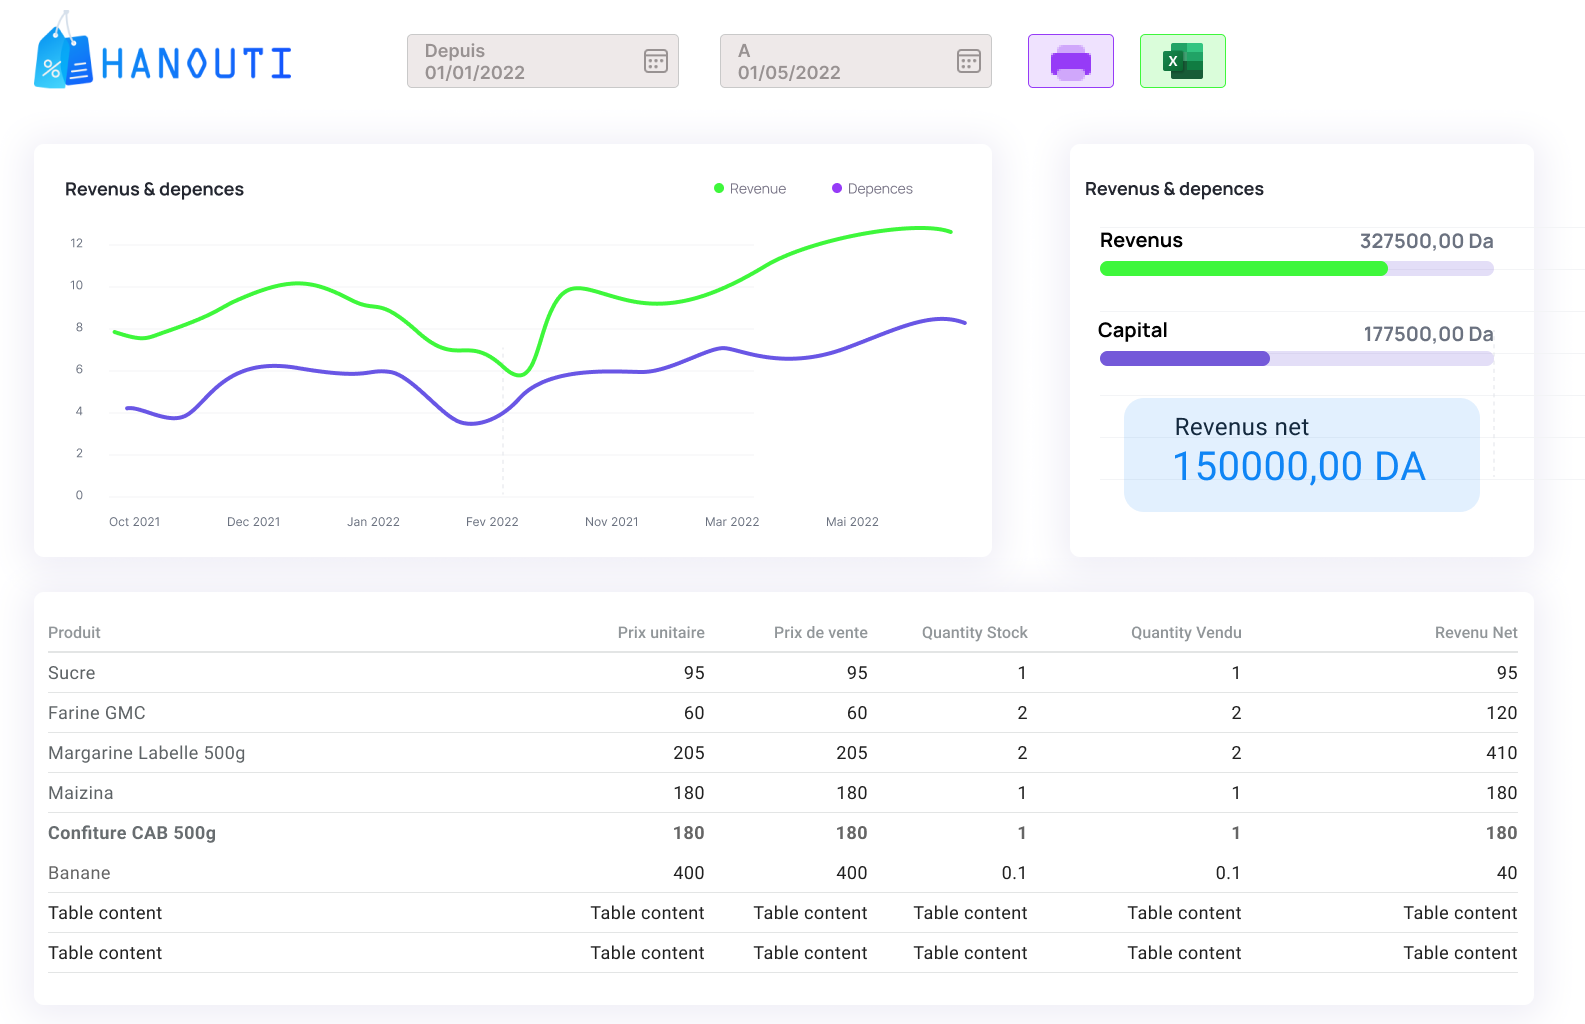 HANOUTI
Depuis
01/01/2022
A
01/05/2022
X
%
Revenus & depences
Revenue
Depences
12
10
8
6
4
2
0
Oct 2021 Dec 2021 Jan 2022 Fev 2022 Nov 2021 Mar 2022 Mai 2022
Revenus & depences
Revenus 327500,00 Da
Capital 177500,00 Da
Revenus net
150000,00 DA
Produit Prix unitaire Prix de vente Quantity Stock Quantity Vendu Revenu Net
Sucre 95 95 1 1 95
Farine GMC 60 60 2 2 120
Margarine Labelle 500g 205 205 2 2 410
Maizina 180 180 1 1 180
Confiture CAB 500g 180 180 1 1 180
Banane 400 400 0.1 0.1 40
Table content Table content Table content Table content Table content Table content
Table content Table content Table content Table content Table content Table content